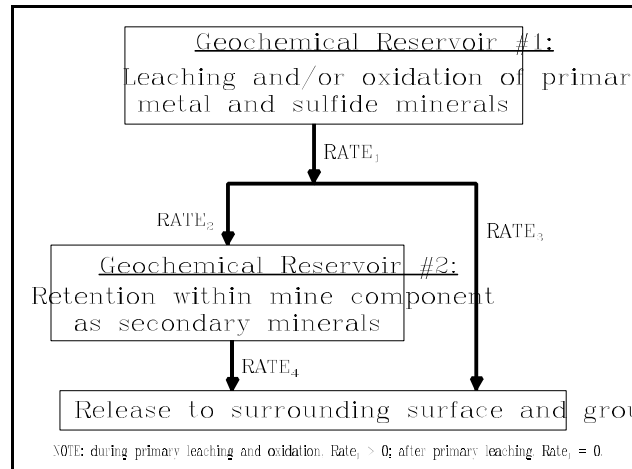 Geochemical Reservoir #1:
Leaching and/or oxidation of primar
metal and sulfide minerals
RATE₁
RATE₂
RATE₃
Geochemical Reservoir #2:
Retention within mine component
as secondary minerals
RATE₄
Release to surrounding surface and grou
NOTE: during primary leaching and oxidation, Rate₁ > 0; after primary leaching, Rate₁ = 0.